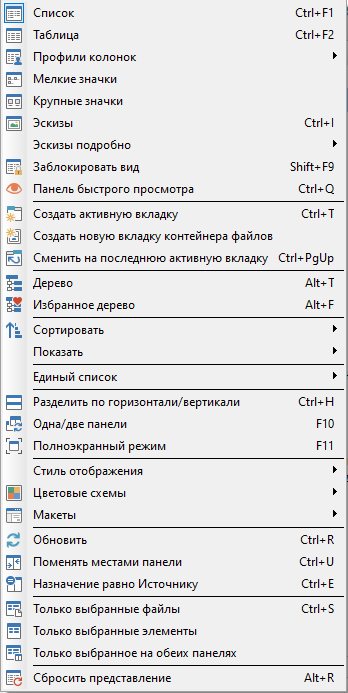 Список Ctrl+F1
Таблица Ctrl+F2
Профили колонок
Мелкие значки
Крупные значки
Эскизы Ctrl+I
Эскизы подробно
Заблокировать вид Shift+F9
Панель быстрого просмотра Ctrl+Q
Создать активную вкладку Ctrl+T
Создать новую вкладку контейнера файлов
Сменить на последнюю активную вкладку Ctrl+PgUp
Дерево Alt+T
Избранное дерево Alt+F
Сортировать
Показать
Единый список
Разделить по горизонтали/вертикали Ctrl+H
Одна/две панели F10
Полноэкранный режим F11
Стиль отображения
Цветовые схемы
Макеты
Обновить Ctrl+R
Поменять местами панели Ctrl+U
Назначение равно Источнику Ctrl+E
Только выбранные файлы Ctrl+S
Только выбранные элементы
Только выбранное на обеих панелях
Сбросить представление Alt+R